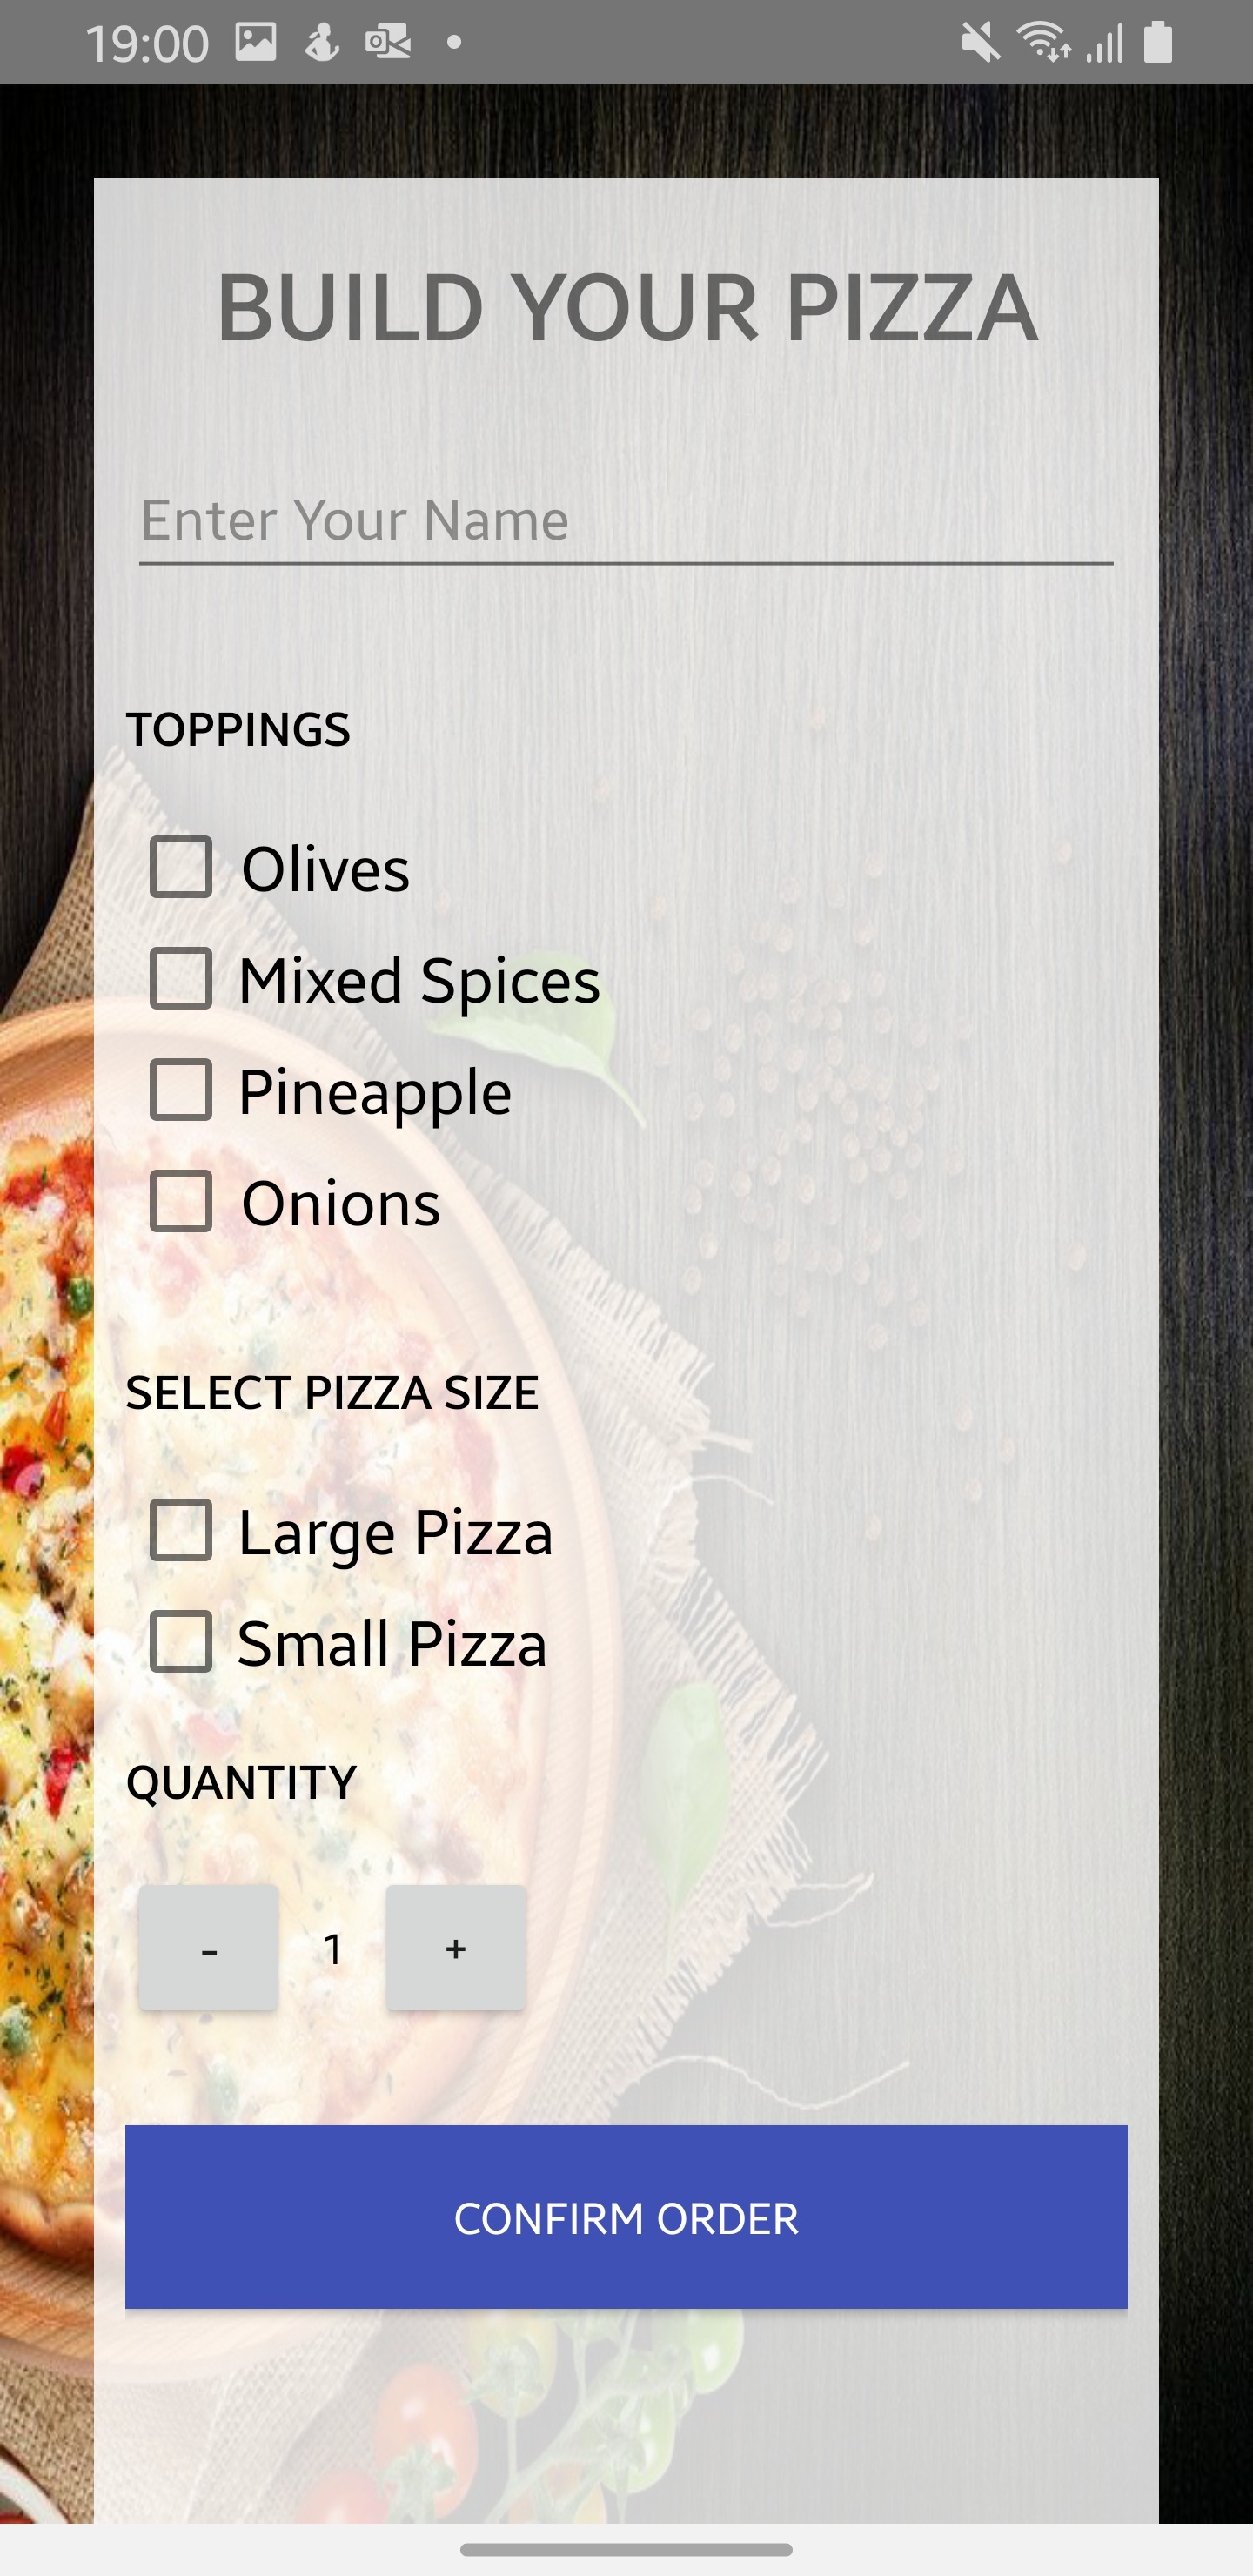 19:00
BUILD YOUR PIZZA
Enter Your Name
TOPPINGS
Olives
Mixed Spices
Pineapple
Onions
SELECT PIZZA SIZE
Large Pizza
Small Pizza
QUANTITY
- 1 +
CONFIRM ORDER